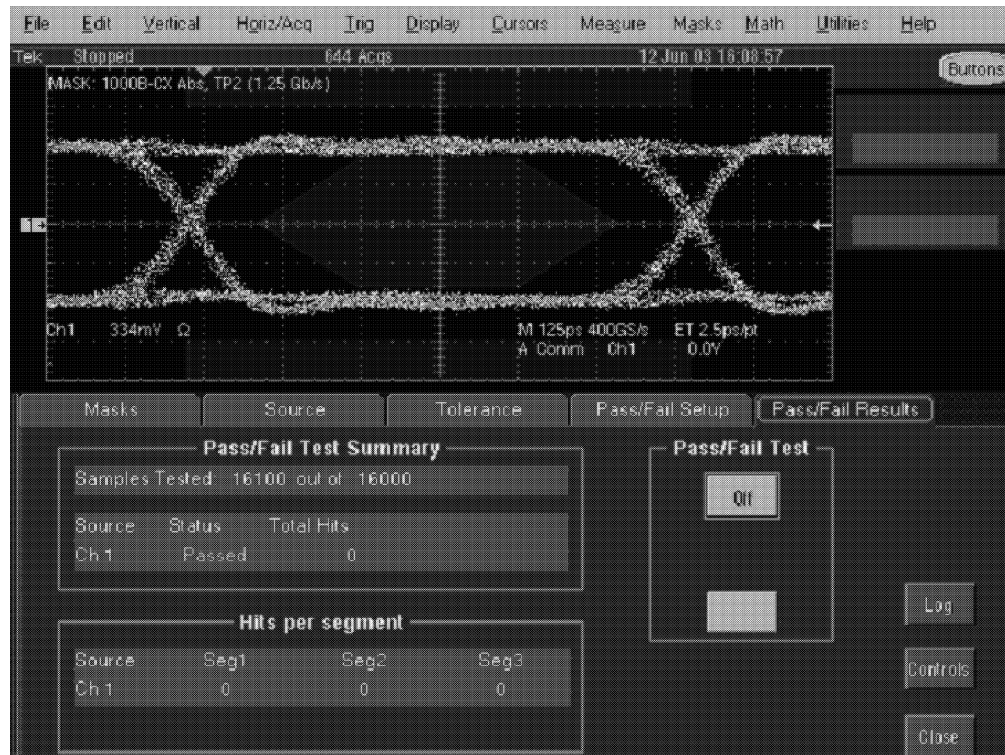 File Edit Vertical Horiz/Acq Trig Display Cursors Measure Masks Math Utilities Help
Tek Stopped 644 Acqs 12 Jun 03 16:08:57
Buttons
MASK: 1000B-CX Abs, TP2 (1.25 Gb/s)
1
Ch1 334mV Ω M 125ps 400GS/s ET 2.5ps/pt
A Comm Ch1 0.0V
Masks Source Tolerance Pass/Fail Setup Pass/Fail Results
Pass/Fail Test Summary Pass/Fail Test
Samples Tested 16100 out of 16000
Off
Source Status Total Hits
Ch 1 Passed 0
Log
Hits per segment
Source Seg1 Seg2 Seg3
Controls
Ch 1 0 0 0
Close